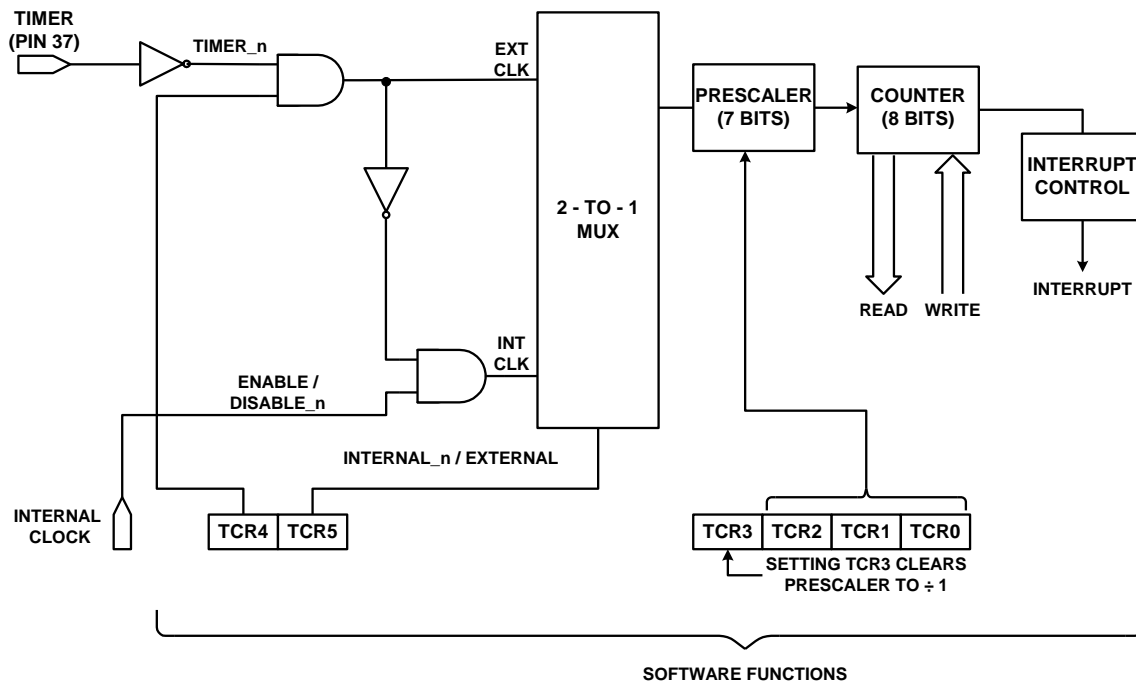 TIMER
(PIN 37)
TIMER_n
EXT
CLK
2 - TO - 1
MUX
PRESCALER
(7 BITS)
COUNTER
(8 BITS)
INTERRUPT
CONTROL
INTERRUPT
READ
WRITE
INT
CLK
ENABLE /
DISABLE_n
INTERNAL_n / EXTERNAL
INTERNAL
CLOCK
TCR4
TCR5
TCR3
TCR2
TCR1
TCR0
SETTING TCR3 CLEARS
PRESCALER TO ÷ 1
SOFTWARE FUNCTIONS